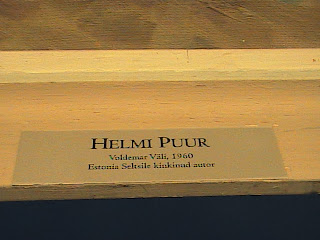 HELMI PUUR
Voldemar Väli, 1960
Estonia Seltsile kinkinud autor